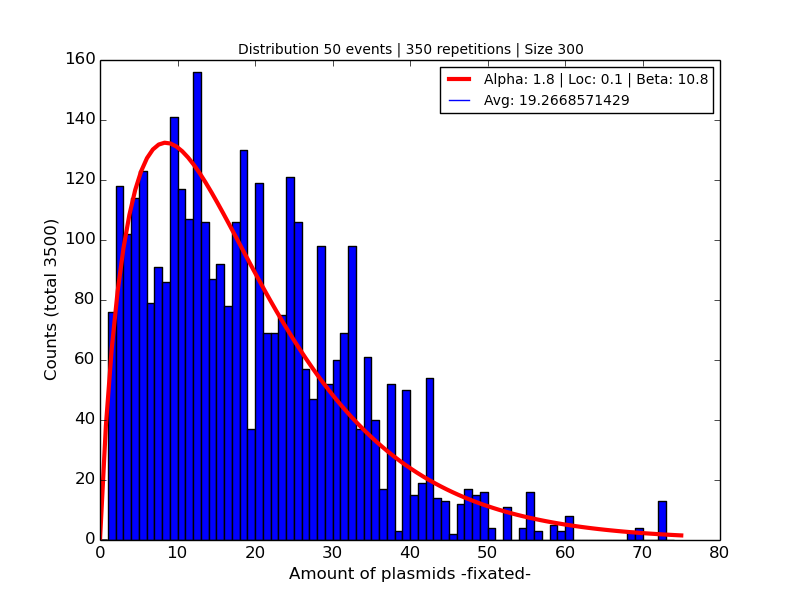 Distribution 50 events | 350 repetitions | Size 300
Alpha: 1.8 | Loc: 0.1 | Beta: 10.8
Avg: 19.2668571429
160
140
120
100
80
60
40
20
0
Counts (total 3500)
0 10 20 30 40 50 60 70 80
Amount of plasmids -fixated-